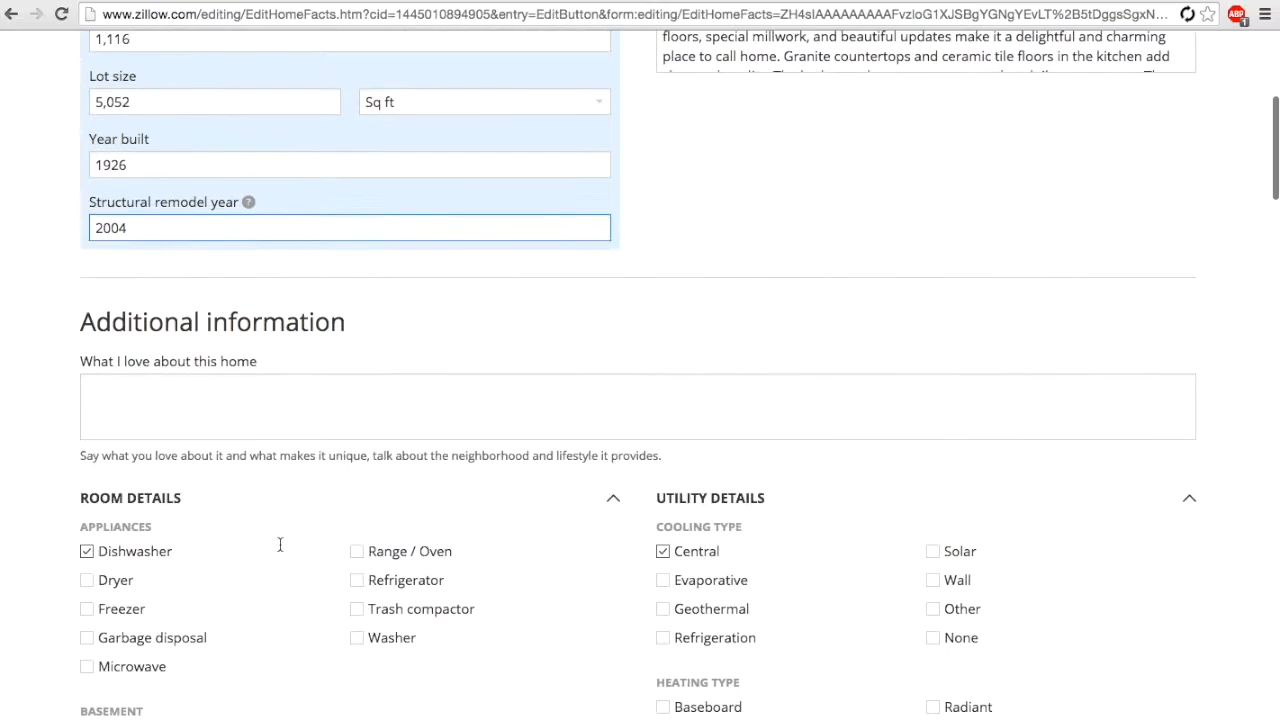 www.zillow.com/editing/EditHomeFacts.htm?cid=1445010894905&entry=EditButton&form:editing/EditHomeFacts=ZH4sIAAAAAAAAFvzloG1XJSBgYGNgYEvLT%2B5tDggsSgxN...
ABP
1
1,116
floors, special millwork, and beautiful updates make it a delightful and charming
place to call home. Granite countertops and ceramic tile floors in the kitchen add
Lot size
5,052 Sq ft
Year built
1926
Structural remodel year ?
2004
Additional information
What I love about this home
Say what you love about it and what makes it unique, talk about the neighborhood and lifestyle it provides.
ROOM DETAILS
APPLIANCES
Dishwasher Range / Oven
Dryer Refrigerator
Freezer Trash compactor
Garbage disposal Washer
Microwave
BASEMENT
UTILITY DETAILS
COOLING TYPE
Central Solar
Evaporative Wall
Geothermal Other
Refrigeration None
HEATING TYPE
Baseboard Radiant